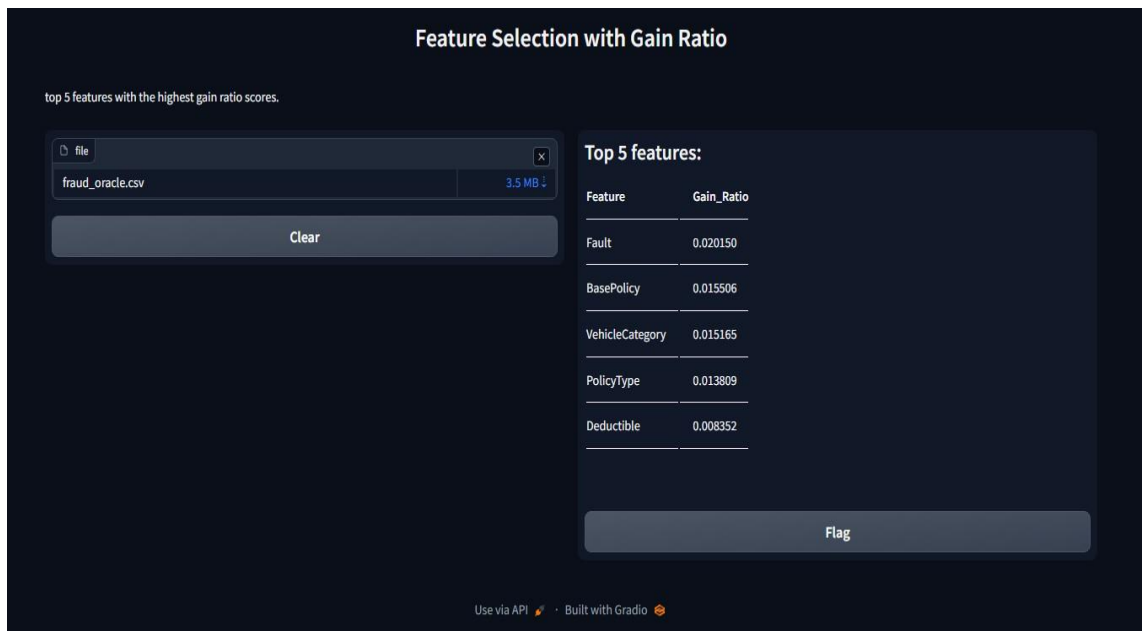 Feature Selection with Gain Ratio
top 5 features with the highest gain ratio scores.
file
fraud_oracle.csv 3.5 MB ↓
Clear
Top 5 features:
Feature Gain_Ratio
Fault 0.020150
BasePolicy 0.015506
VehicleCategory 0.015165
PolicyType 0.013809
Deductible 0.008352
Flag
Use via API · Built with Gradio